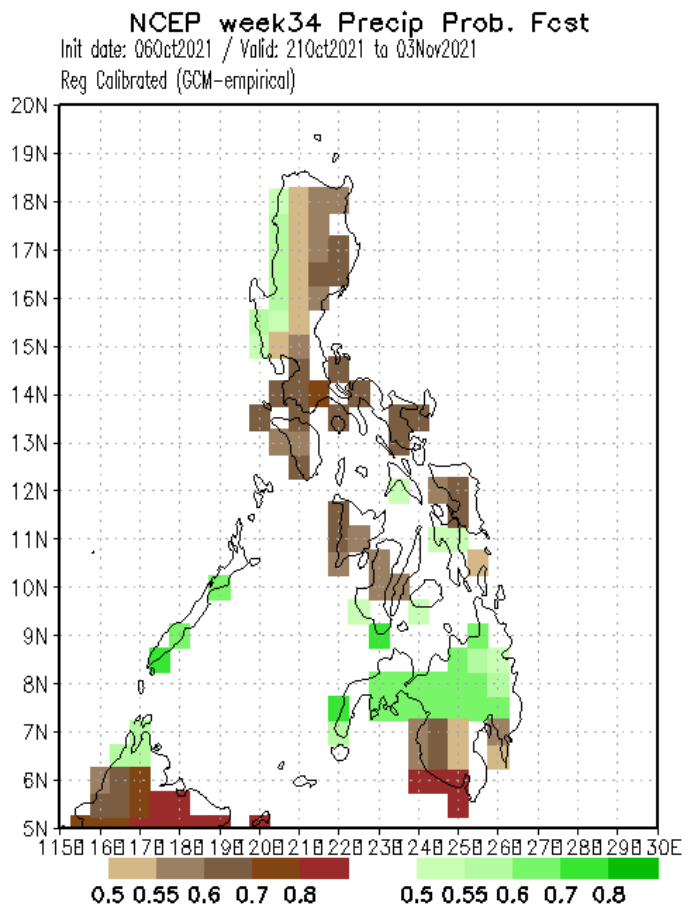 NCEP week34 Precip Prob. Fcst
Init date: 06Oct2021 / Valid: 21Oct2021 to 03Nov2021
Reg Calibrated (GCM-empirical)
20N
19N
18N
17N
16N
15N
14N
13N
12N
11N
10N
9N
8N
7N
6N
5N
115E 116E 117E 118E 119E 120E 121E 122E 123E 124E 125E 126E 127E 128E 129E 130E
0.5 0.55 0.6 0.7 0.8 0.5 0.55 0.6 0.7 0.8